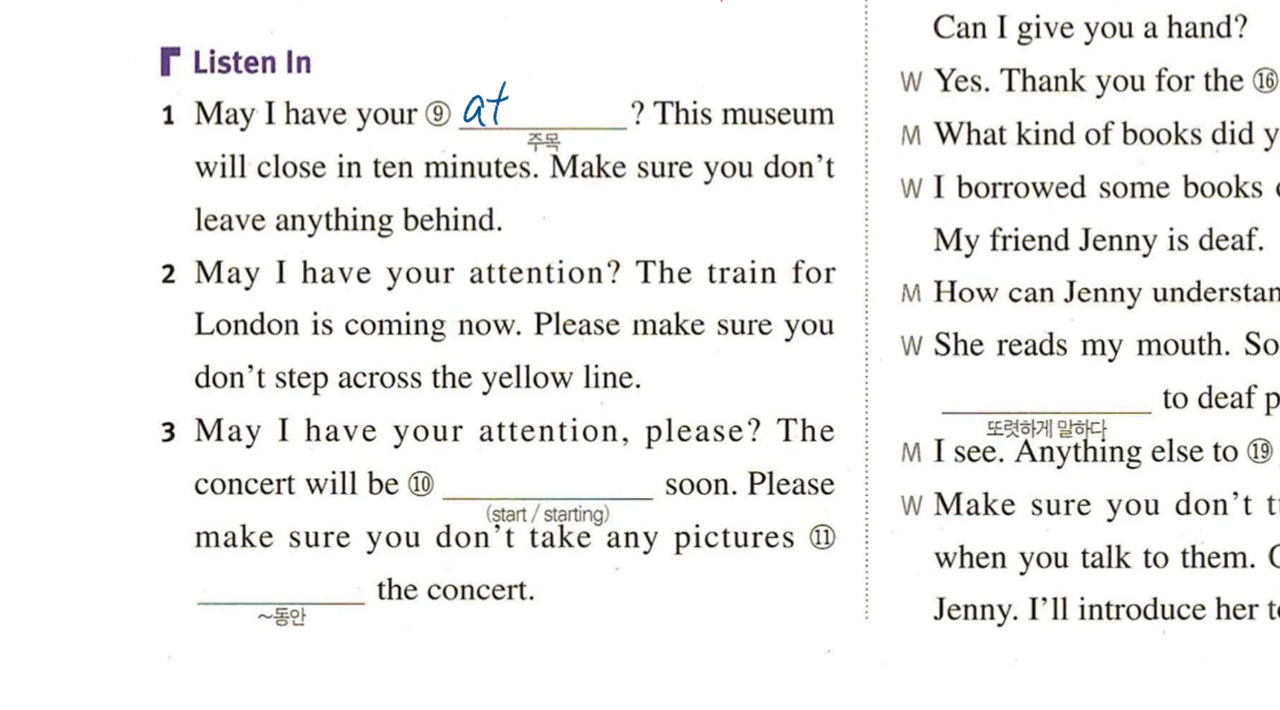 Listen In
1 May I have your ⑨ at ? This museum
주목
will close in ten minutes. Make sure you don't
leave anything behind.
2 May I have your attention? The train for
London is coming now. Please make sure you
don't step across the yellow line.
3 May I have your attention, please? The
concert will be ⑩ soon. Please
(start / starting)
make sure you don't take any pictures ⑪
the concert.
~동안
Can I give you a hand?
W Yes. Thank you for the ⑯
M What kind of books did y
W I borrowed some books
My friend Jenny is deaf.
M How can Jenny understan
W She reads my mouth. So
to deaf p
또렷하게 말하다
M I see. Anything else to ⑲
W Make sure you don't t
when you talk to them.
Jenny. I'll introduce her t